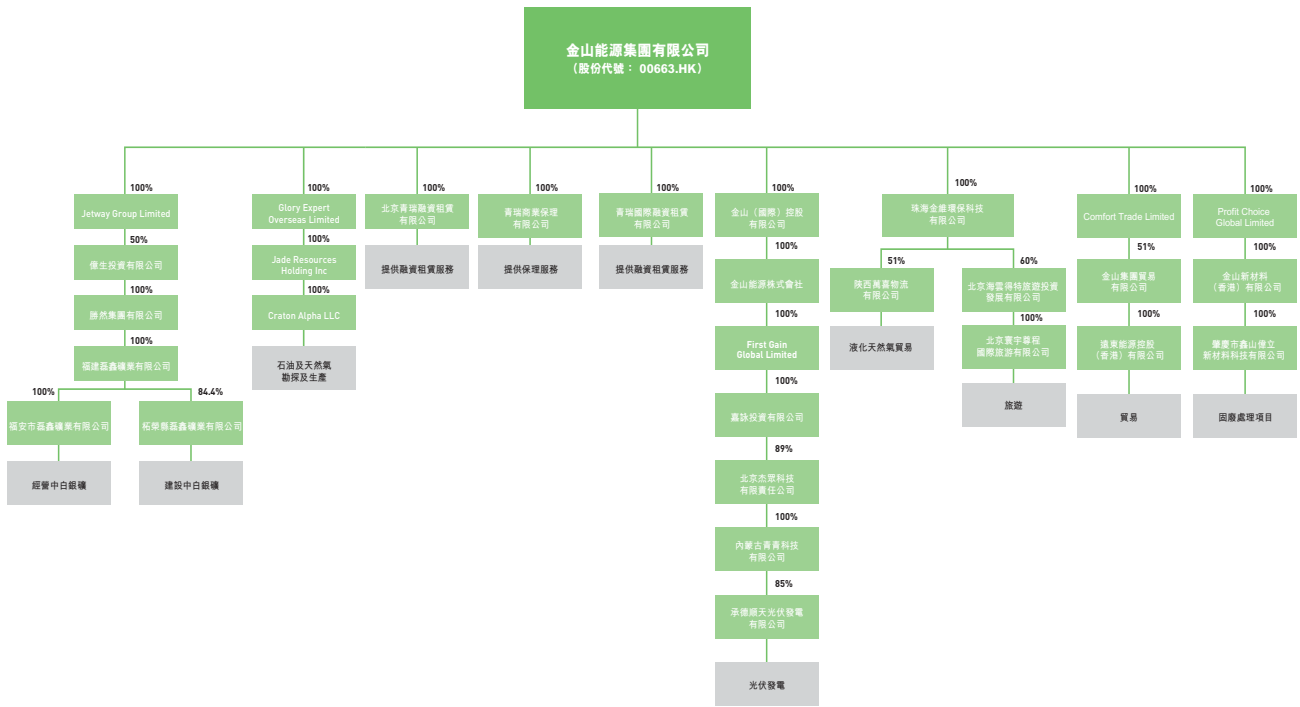 金山能源集團有限公司
（股份代號： 00663.HK）
100%
Jetway Group Limited
50%
億生投資有限公司
100%
勝然集團有限公司
100%
福建磊鑫礦業有限公司
100%
84.4%
福安市磊鑫礦業有限公司
柘榮縣磊鑫礦業有限公司
經營中白銀礦
建設中白銀礦
100%
Glory Expert
Overseas Limited
100%
Jade Resources
Holding Inc
100%
Craton Alpha LLC
石油及天然氣
勘探及生產
100%
北京青瑞融資租賃
有限公司
提供融資租賃服務
100%
青瑞商業保理
有限公司
提供保理服務
100%
青瑞國際融資租賃
有限公司
提供融資租賃服務
100%
金山（國際）控股
有限公司
100%
金山能源株式會社
100%
First Gain
Global Limited
100%
嘉詠投資有限公司
89%
北京杰眾科技
有限責任公司
100%
內蒙古青青科技
有限公司
85%
承德順天光伏發電
有限公司
光伏發電
100%
珠海金維環保科技
有限公司
51%
陝西萬喜物流
有限公司
液化天然氣貿易
60%
北京海雲得特旅遊投資
發展有限公司
100%
北京寰宇尊程
國際旅游有限公司
旅遊
100%
Comfort Trade Limited
51%
金山集團貿易
有限公司
100%
遠東能源控股
（香港）有限公司
貿易
100%
Profit Choice
Global Limited
100%
金山新材料
（香港）有限公司
100%
肇慶市鑫山偉立
新材料科技有限公司
固廢處理項目